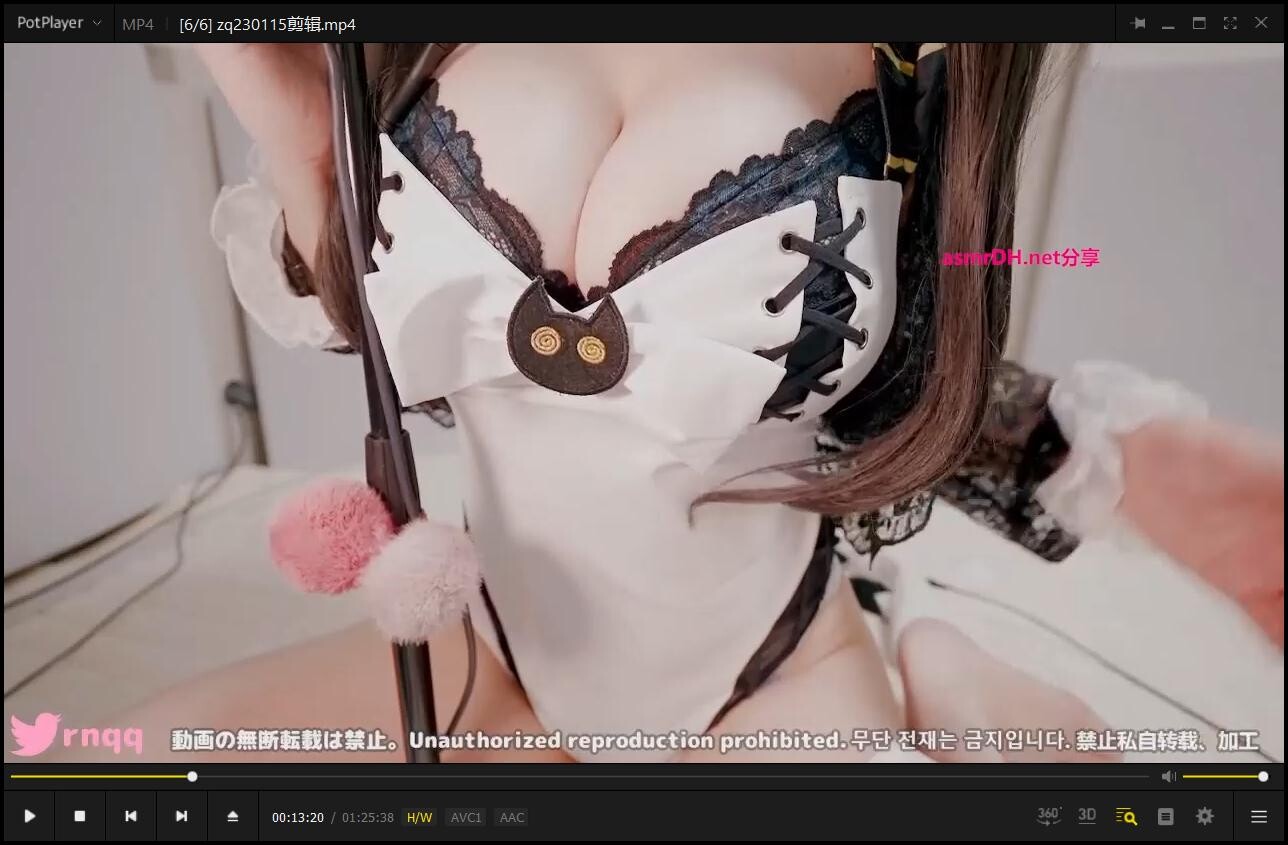 PotPlayer MP4 [6/6] zq230115剪辑.mp4
asmrDH.net分享
rnqq 動画の無断転載は禁止。Unauthorized reproduction prohibited. 무단 전재는 금지입니다. 禁止私自转载、加工
00:13:20 / 01:25:38 H/W AVC1 AAC 360° 3D